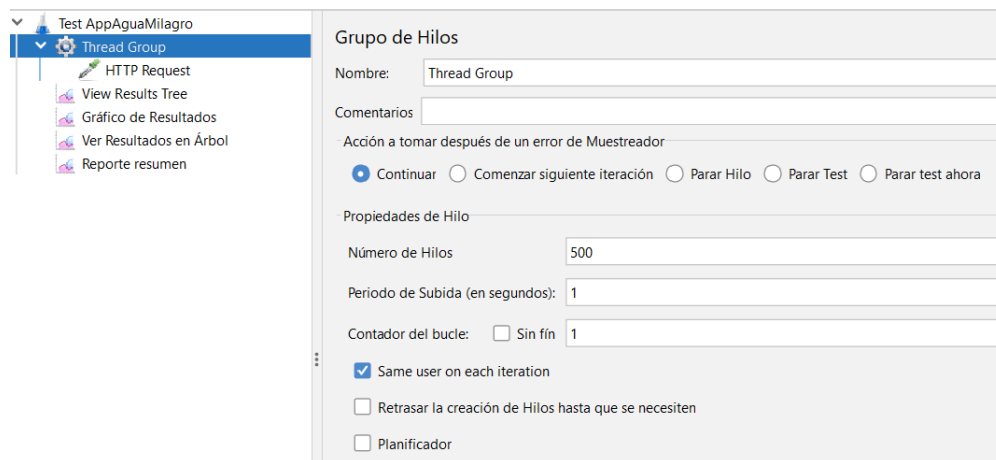 Test AppAguaMilagro
Thread Group
HTTP Request
View Results Tree
Gráfico de Resultados
Ver Resultados en Árbol
Reporte resumen
Grupo de Hilos
Nombre: Thread Group
Comentarios
Acción a tomar después de un error de Muestreador
Continuar Comenzar siguiente iteración Parar Hilo Parar Test Parar test ahora
Propiedades de Hilo
Número de Hilos 500
Periodo de Subida (en segundos): 1
Contador del bucle: Sin fín 1
Same user on each iteration
Retrasar la creación de Hilos hasta que se necesiten
Planificador